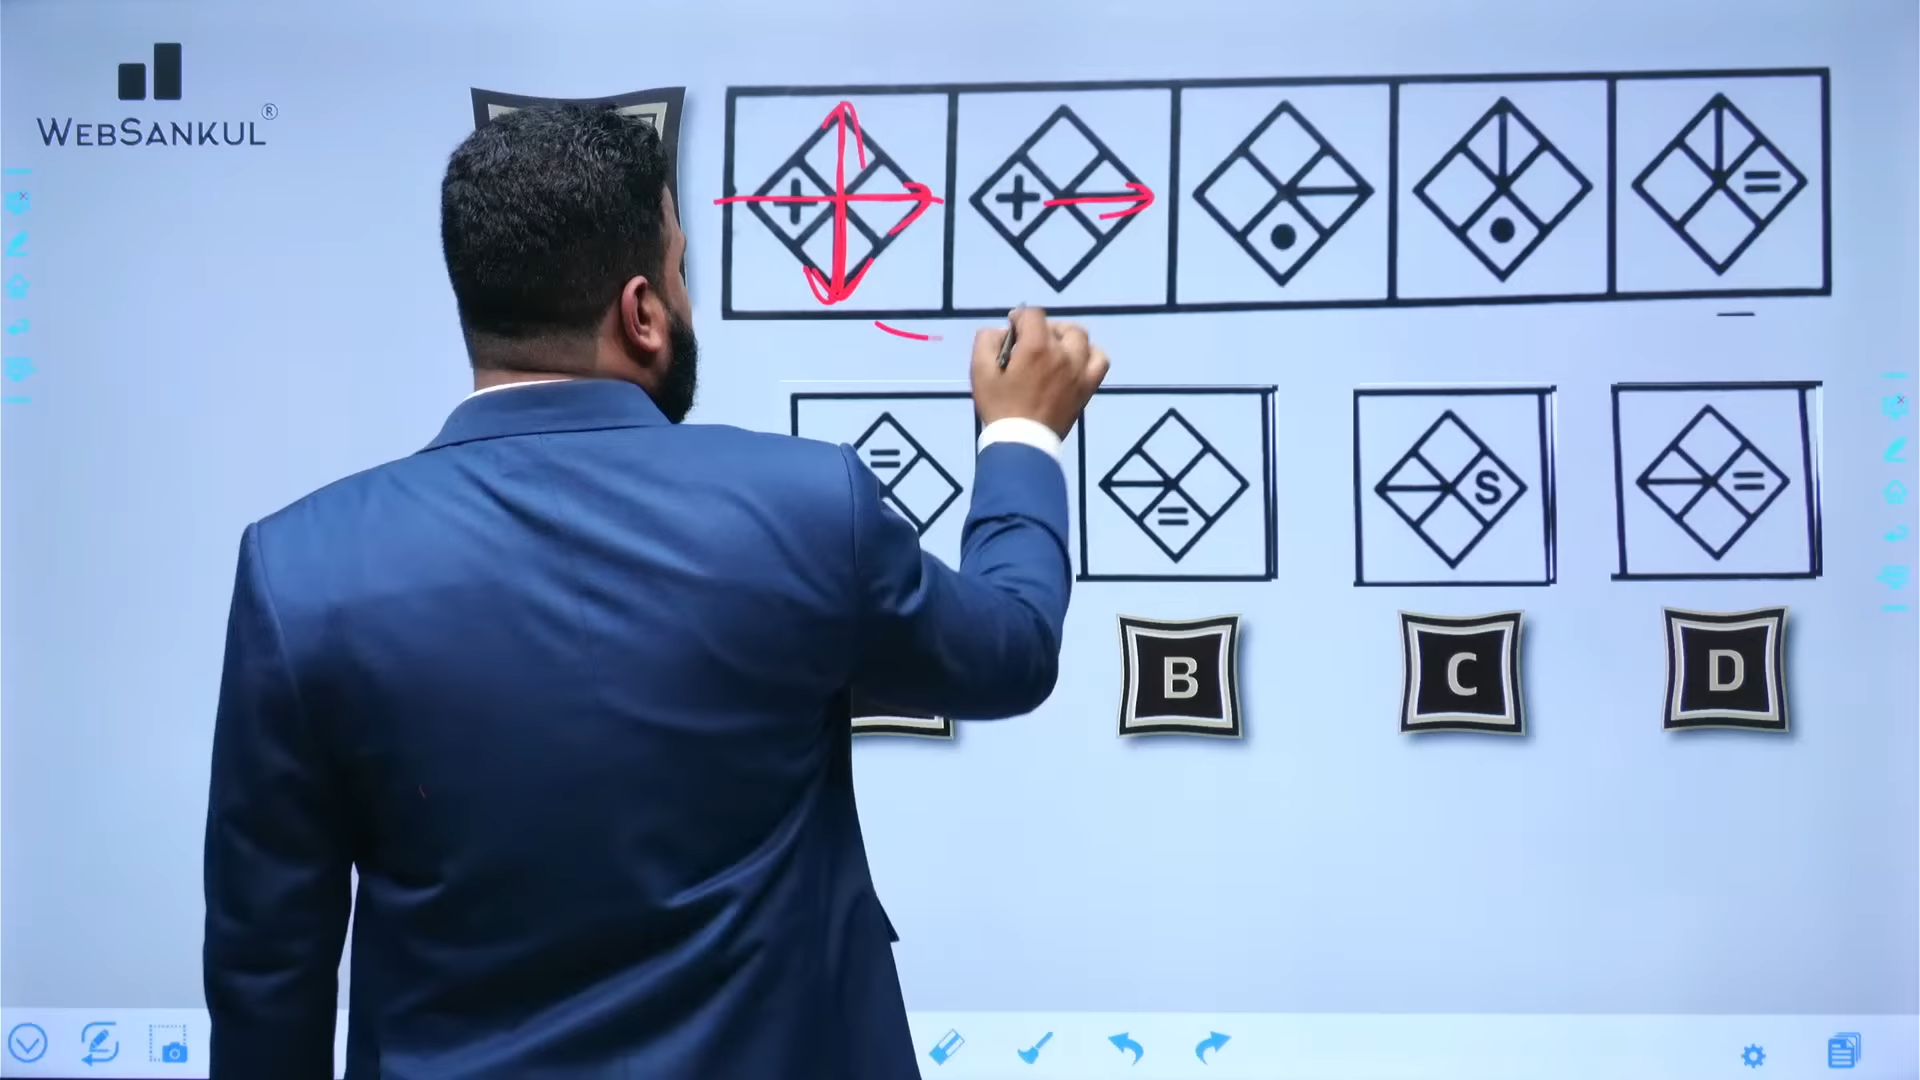 WEBSANKUL®
+
+
=
=
=
S
=
B
C
D